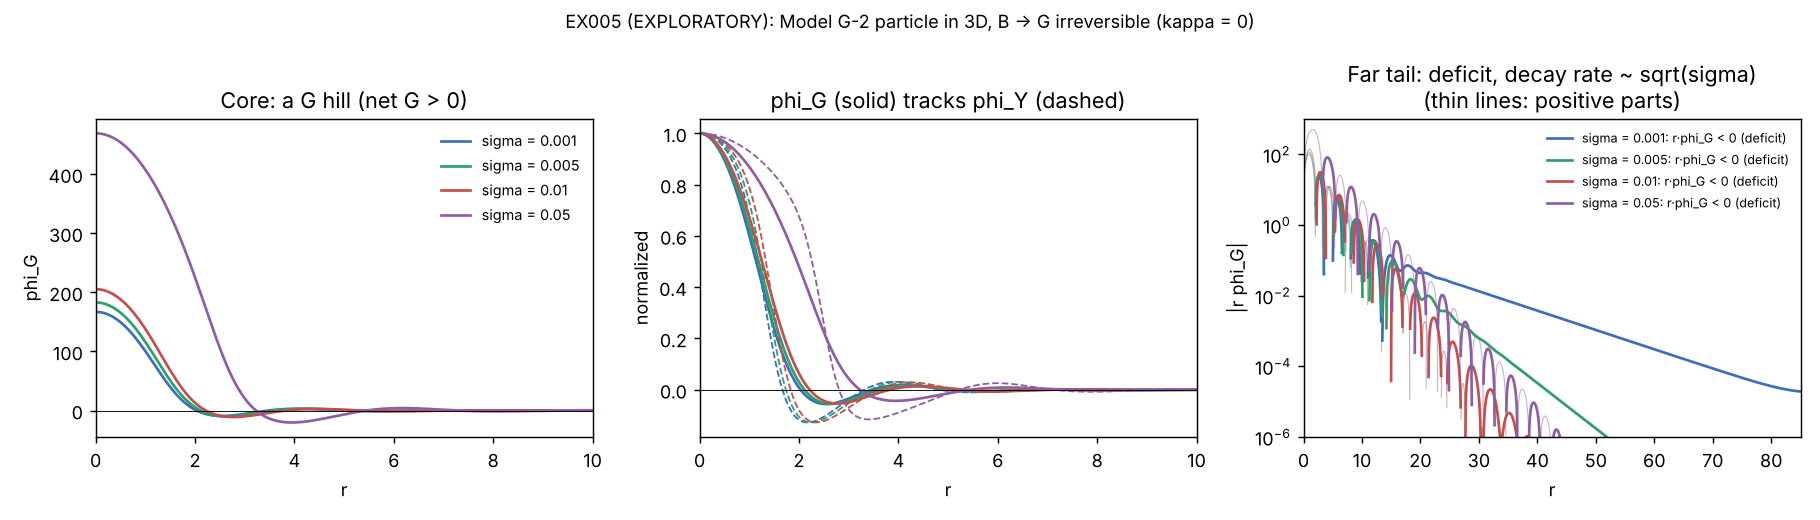 EX005 (EXPLORATORY): Model G-2 particle in 3D, B → G irreversible (kappa = 0)
Core: a G hill (net G > 0)
phi_G
400
300
200
100
0
sigma = 0.001
sigma = 0.005
sigma = 0.01
sigma = 0.05
0 2 4 6 8 10
r
phi_G (solid) tracks phi_Y (dashed)
normalized
1.0
0.8
0.6
0.4
0.2
0.0
0 2 4 6 8 10
r
Far tail: deficit, decay rate ~ sqrt(sigma)
(thin lines: positive parts)
|r phi_G|
10²
10⁰
10⁻²
10⁻⁴
10⁻⁶
sigma = 0.001: r·phi_G < 0 (deficit)
sigma = 0.005: r·phi_G < 0 (deficit)
sigma = 0.01: r·phi_G < 0 (deficit)
sigma = 0.05: r·phi_G < 0 (deficit)
0 10 20 30 40 50 60 70 80
r